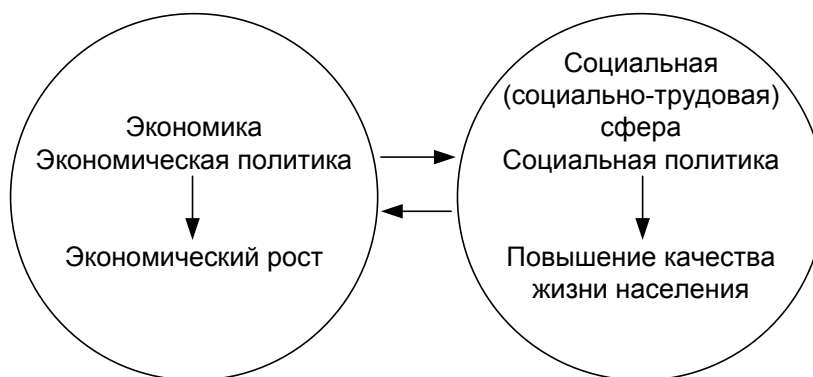 Экономика
Экономическая политика
Экономический рост
Социальная
(социально-трудовая)
сфера
Социальная политика
Повышение качества
жизни населения